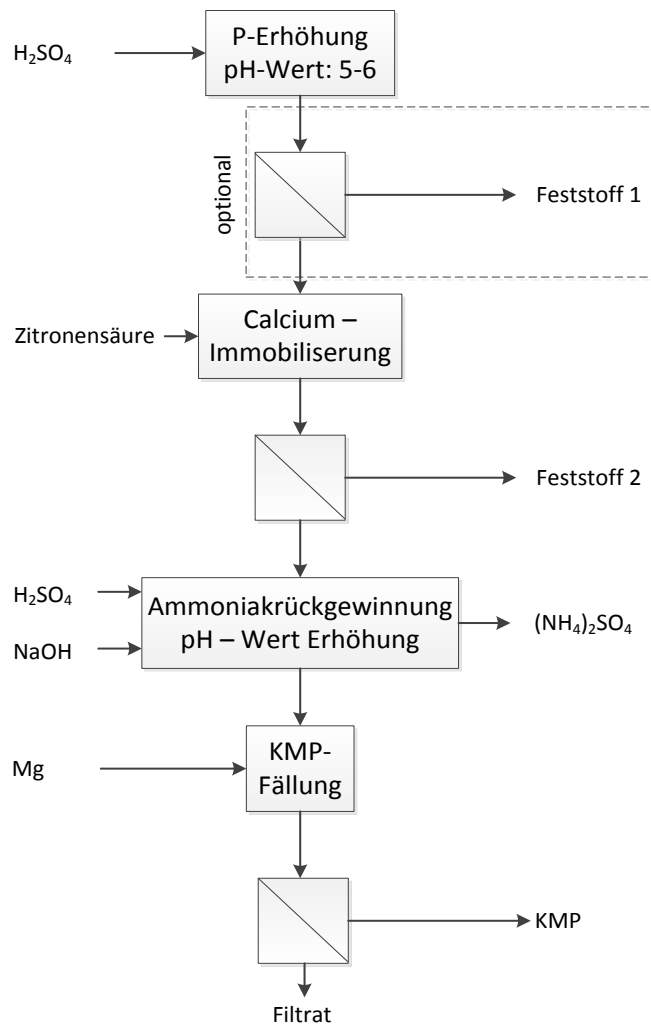 P-Erhöhung
H₂SO₄
pH-Wert: 5-6
optional
Feststoff 1
Calcium –
Zitronensäure
Immobiliserung
Feststoff 2
H₂SO₄
Ammoniakrückgewinnung
(NH₄)₂SO₄
NaOH
pH – Wert Erhöhung
KMP-
Mg
Fällung
KMP
Filtrat